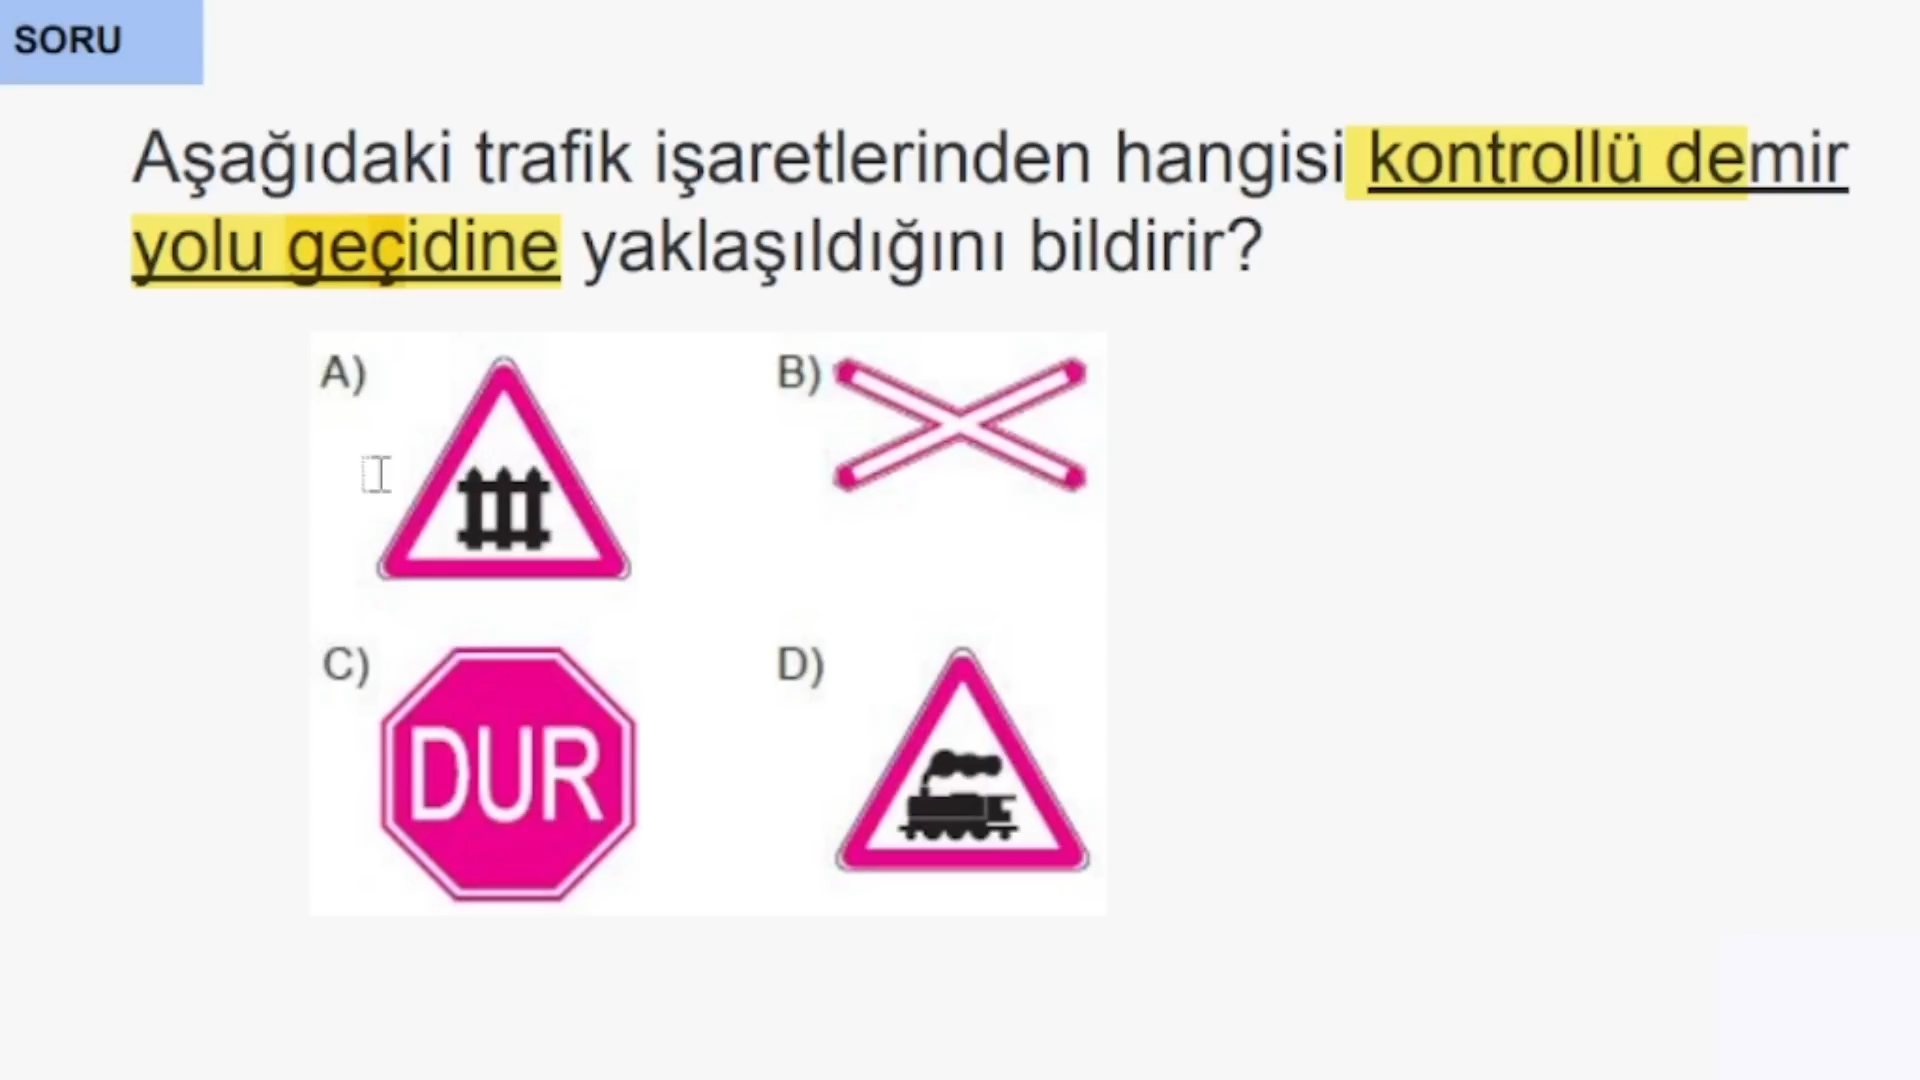 SORU
Aşağıdaki trafik işaretlerinden hangisi kontrollü demir
yolu geçidine yaklaşıldığını bildirir?
A)
B)
C)
DUR
D)